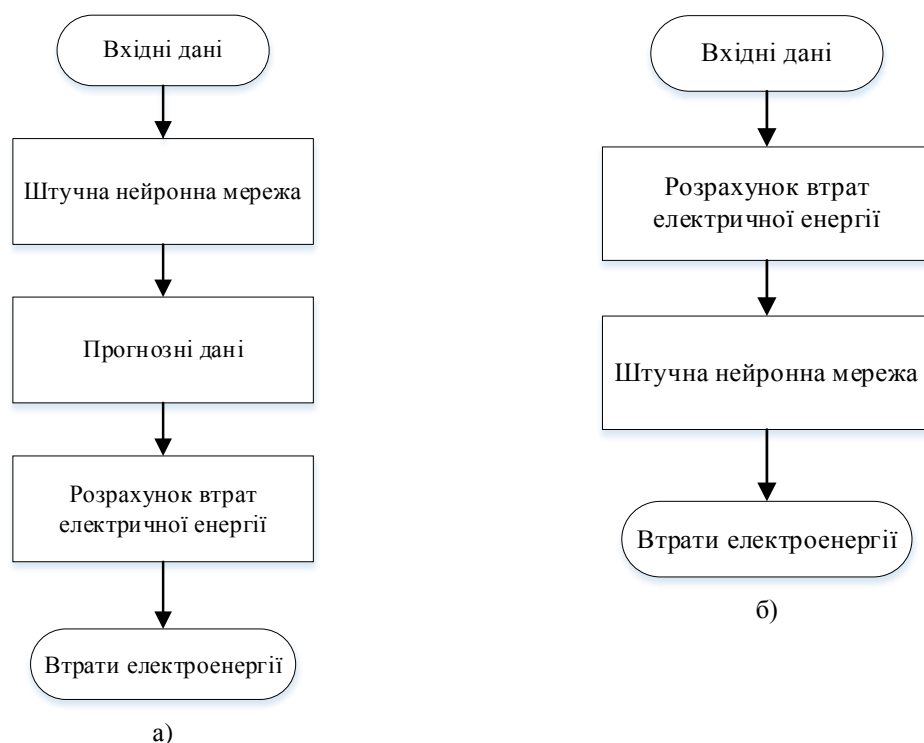 Вхідні дані
Штучна нейронна мережа
Прогнозні дані
Розрахунок втрат
електричної енергії
Втрати електроенергії
а)
Вхідні дані
Розрахунок втрат
електричної енергії
Штучна нейронна мережа
Втрати електроенергії
б)